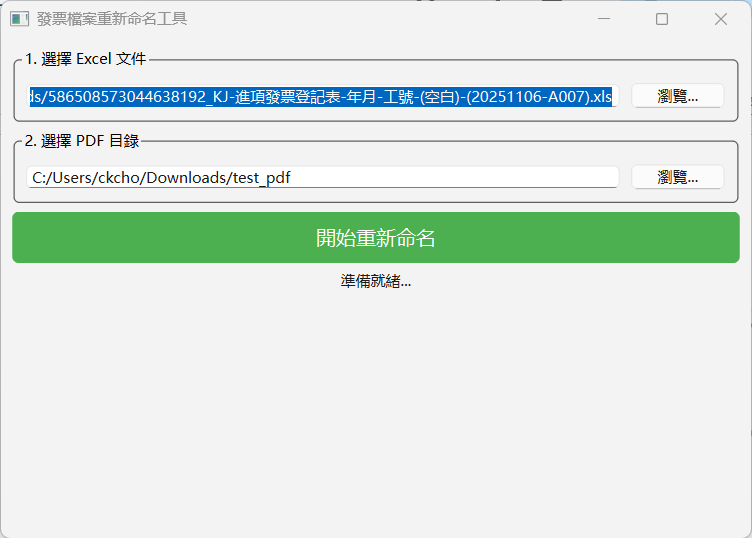 發票檔案重新命名工具
1. 選擇 Excel 文件
ds/586508573044638192_KJ-進項發票登記表-年月-工號-(空白)-(20251106-A007).xls
瀏覽...
2. 選擇 PDF 目錄
C:/Users/ckcho/Downloads/test_pdf
瀏覽...
開始重新命名
準備就緒...